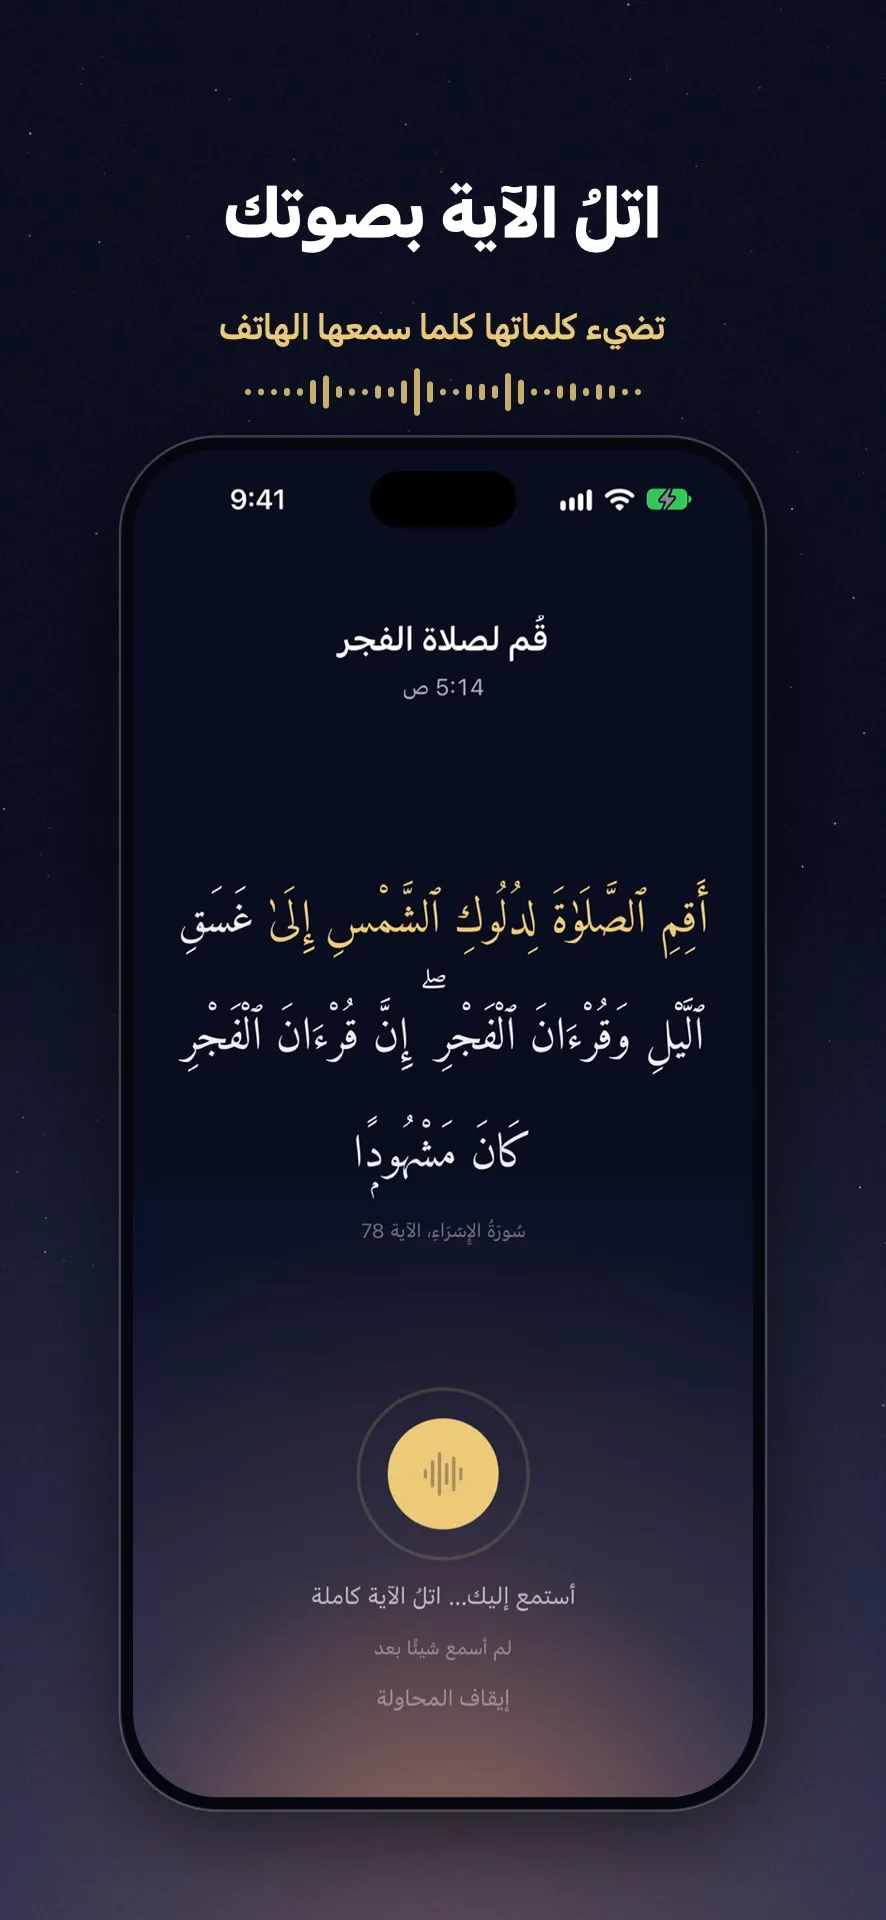 اتلُ الآية بصوتك
تضيء كلماتها كلما سمعها الهاتف
9:41
قُم لصلاة الفجر
5:14 ص
أَقِمِ ٱلصَّلَوٰةَ لِدُلُوكِ ٱلشَّمْسِ إِلَىٰ غَسَقِ
ٱلَّيْلِ وَقُرْءَانَ ٱلْفَجْرِ ۖ إِنَّ قُرْءَانَ ٱلْفَجْرِ
كَانَ مَشْهُودًۭا
سُورَةُ الإِسۡرَاءِ، الآية 78
أستمع إليك... اتلُ الآية كاملة
لم أسمع شيئًا بعد
إيقاف المحاولة